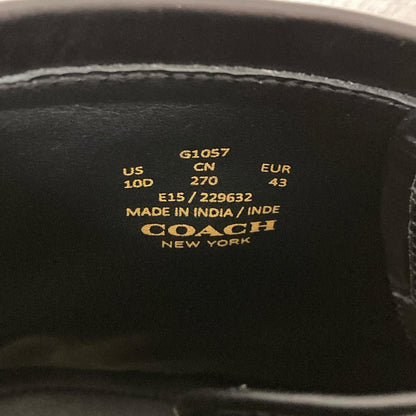 G1057
US CN EUR
10D 270 43
E15 / 229632
MADE IN INDIA / INDE
COACH
NEW YORK